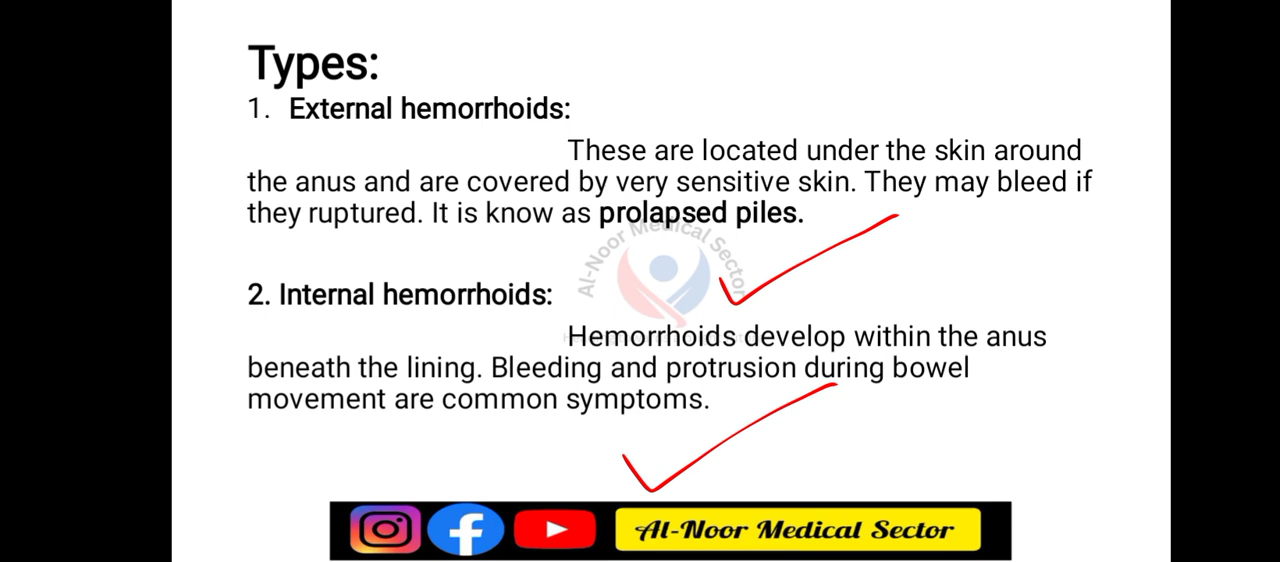 Types:
1. External hemorrhoids:
These are located under the skin around
the anus and are covered by very sensitive skin. They may bleed if
they ruptured. It is know as prolapsed piles.
Al-Noor Medical Sector
2. Internal hemorrhoids:
Hemorrhoids develop within the anus
beneath the lining. Bleeding and protrusion during bowel
movement are common symptoms.
Al-Noor Medical Sector